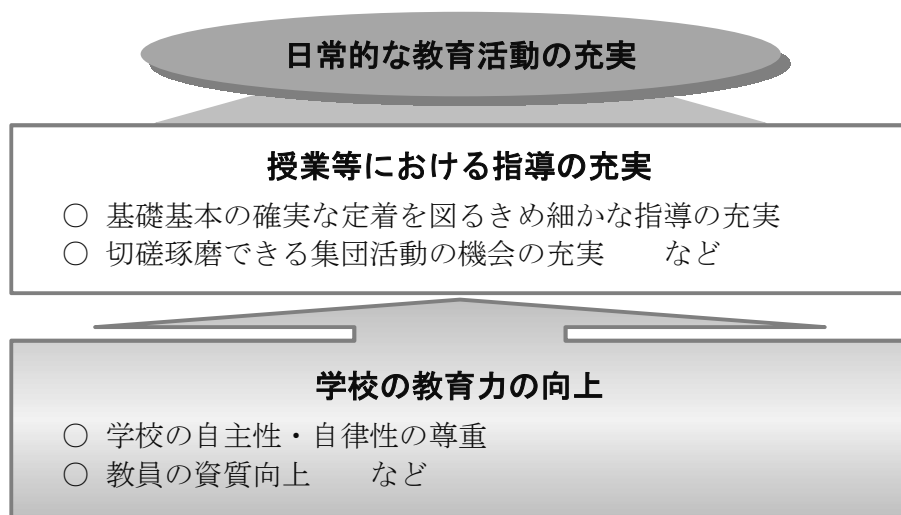 日常的な教育活動の充実
授業等における指導の充実
○ 基礎基本の確実な定着を図るきめ細かな指導の充実
○ 切磋琢磨できる集団活動の機会の充実　　など
学校の教育力の向上
○ 学校の自主性・自律性の尊重
○ 教員の資質向上　　など